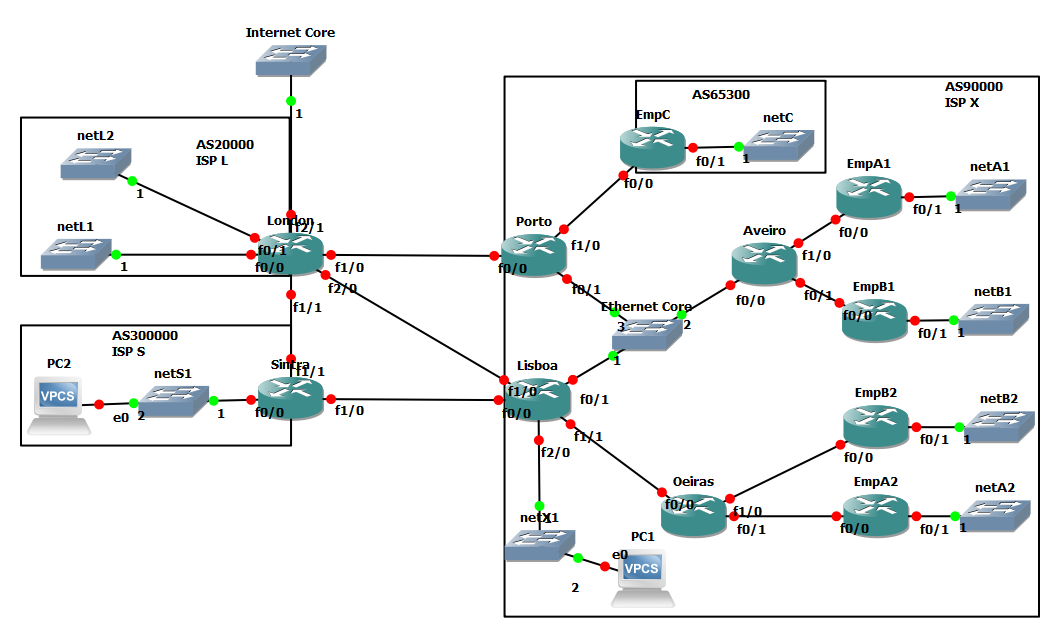 Internet Core
1
AS90000
ISP X
AS65300
EmpC
netC
f0/1
1
f0/0
AS20000
ISP L
netL2
1
netL1
1
London
f2/1
f0/1
f0/0
f1/0
f2/0
f1/1
Porto
f1/0
f0/0
f0/1
Ethernet Core
3
2
1
Aveiro
f1/0
f0/0
f0/1
EmpA1
f0/1
f0/0
netA1
1
EmpB1
f0/0
f0/1
netB1
1
AS300000
ISP S
PC2
VPCS
e0
2
netS1
1
Sintra
f1/1
f0/0
f1/0
Lisboa
f1/0
f0/0
f0/1
f1/1
f2/0
EmpB2
f0/0
f0/1
netB2
1
Oeiras
f0/0
f1/0
f0/1
EmpA2
f0/0
f0/1
netA2
1
netX1
1
2
PC1
e0
VPCS